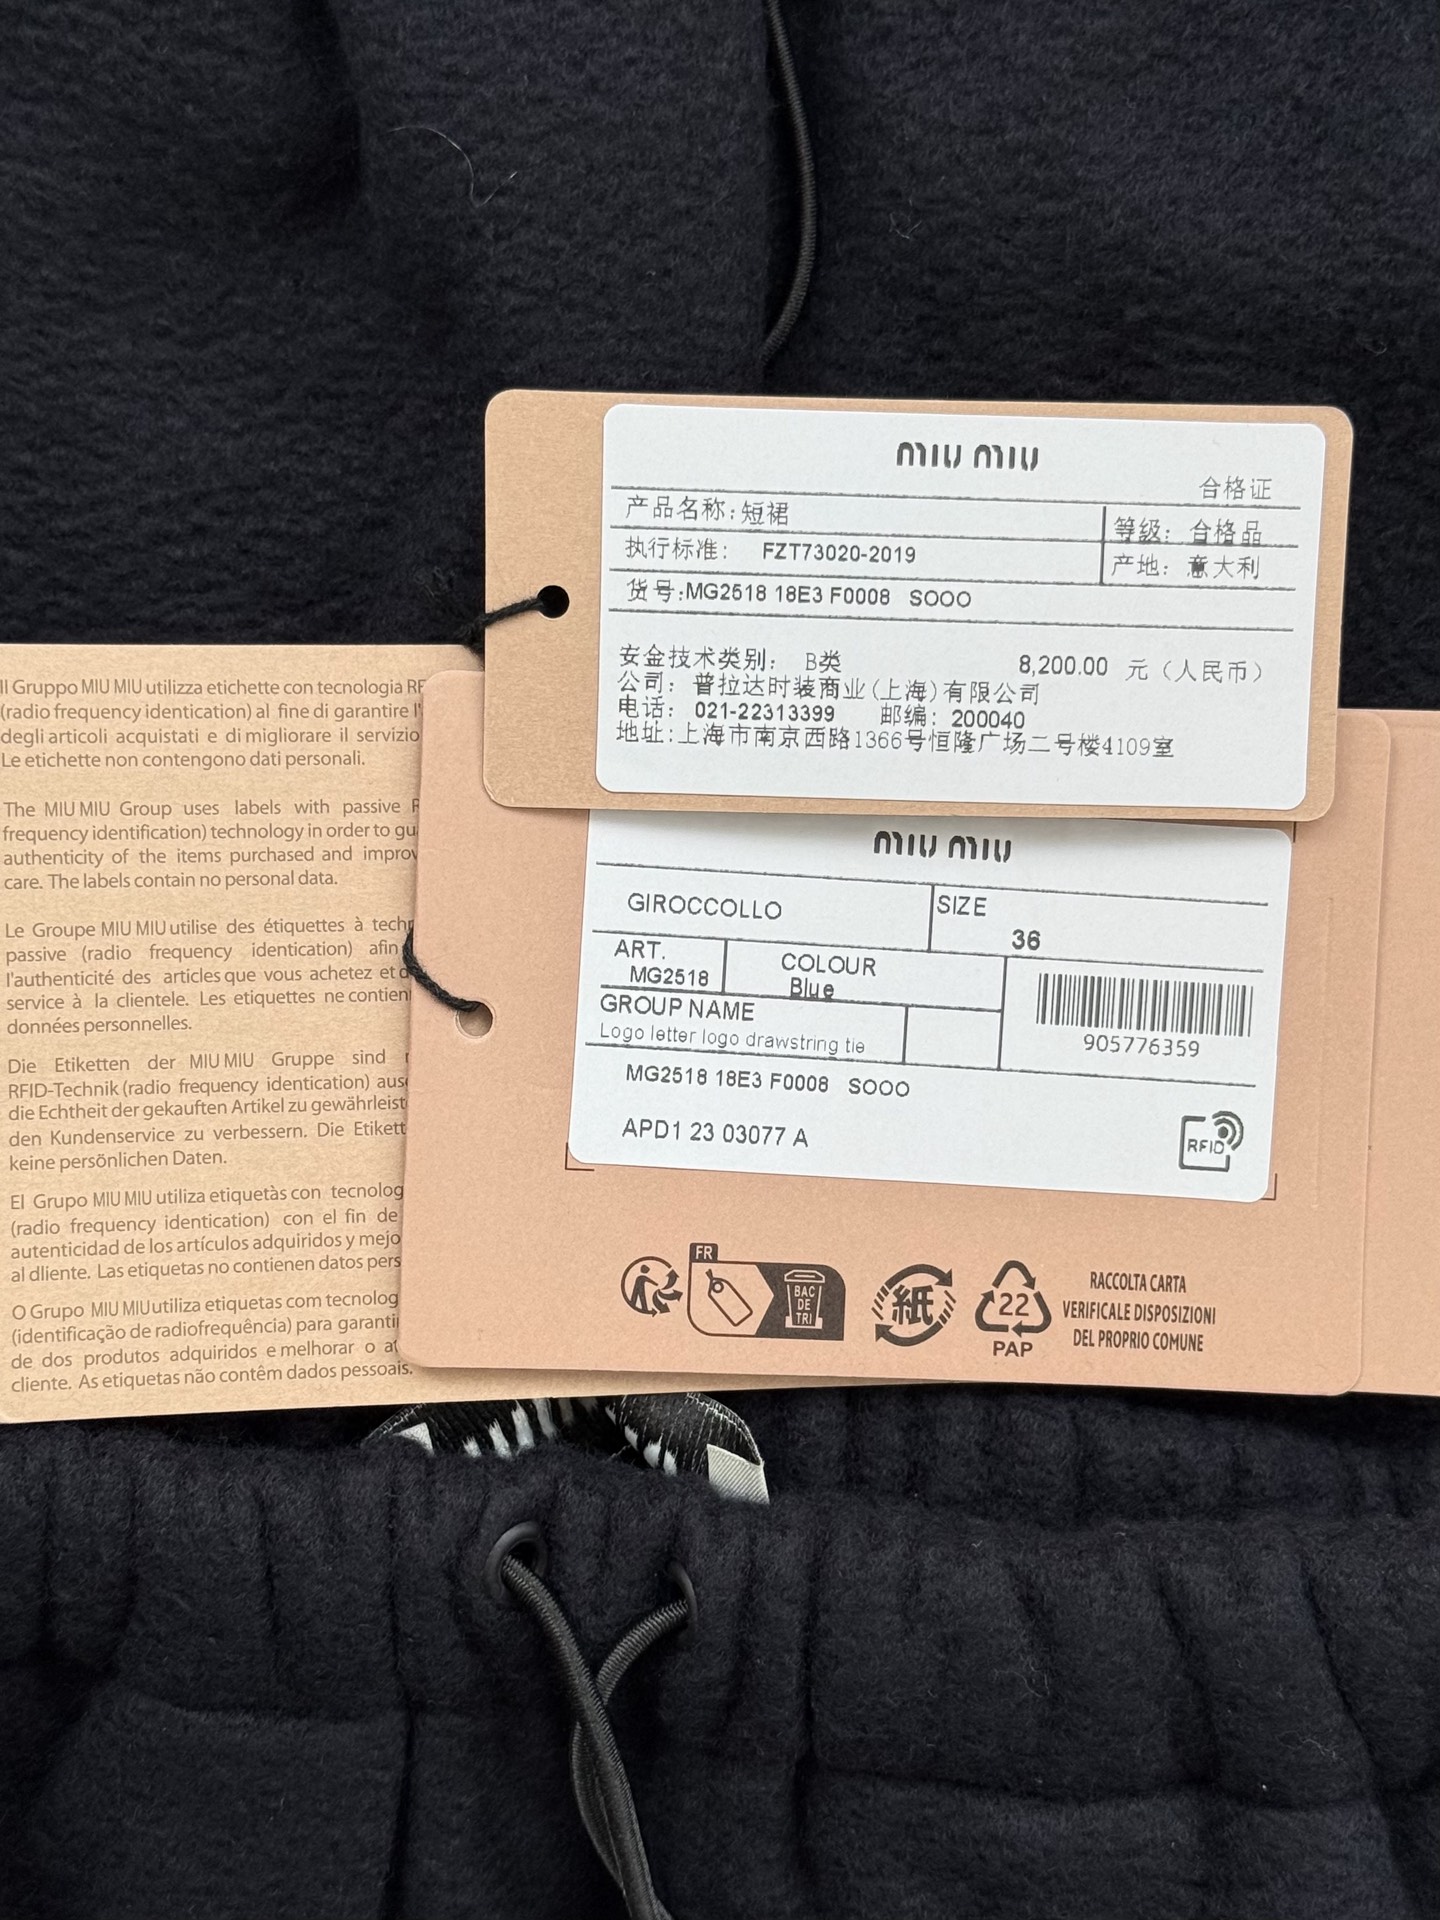 MIU MIU
合格证
产品名称:短裙
等级: 合格品
执行标准: FZT73020-2019
产地: 意大利
货号:MG2518 18E3 F0008 SOOO
安金技术类别: B类
8,200.00 元（人民币）
公司: 普拉达时装商业(上海)有限公司
电话: 021-22313399 邮编: 200040
地址:上海市南京西路1366号恒隆广场二号楼4109室
MIU MIU
GIROCCOLLO
SIZE
36
ART.
MG2518
COLOUR
Blue
GROUP NAME
Logo letter logo drawstring tie
905776359
MG2518 18E3 F0008 SOOO
APD1 23 03077 A
RFID
FR
BAC
DE
TRI
紙
22
PAP
RACCOLTA CARTA
VERIFICALE DISPOSIZIONI
DEL PROPRIO COMUNE
Il Gruppo MIU MIU utilizza etichette con tecnologia
(radio frequency identication) al fine di garantire
degli articoli acquistati e di migliorare il servizio
Le etichette non contengono dati personali.
The MIU MIU Group uses labels with passive
frequency identification) technology in order to
authenticity of the items purchased and
care. The labels contain no personal data.
Le Groupe MIU MIU utilise des étiquettes à
passive (radio frequency identication) afin
l'authenticité des articles que vous achetez et
service à la clientele. Les etiquettes ne
données personnelles.
Die Etiketten der MIU MIU Gruppe sind
RFID-Technik (radio frequency identication)
die Echtheit der gekauften Artikel zu
den Kundenservice zu verbessern. Die
keine persönlichen Daten.
El Grupo MIU MIU utiliza etiquetàs con
(radio frequency identication) con el fin de
autenticidad de los artículos adquiridos y
al dliente. Las etiquetas no contienen datos
O Grupo MIU MIU utiliza etiquetas com
(identificação de radiofrequência) para
de dos produtos adquiridos e melhorar o
cliente. As etiquetas não contêm dados pessoais.